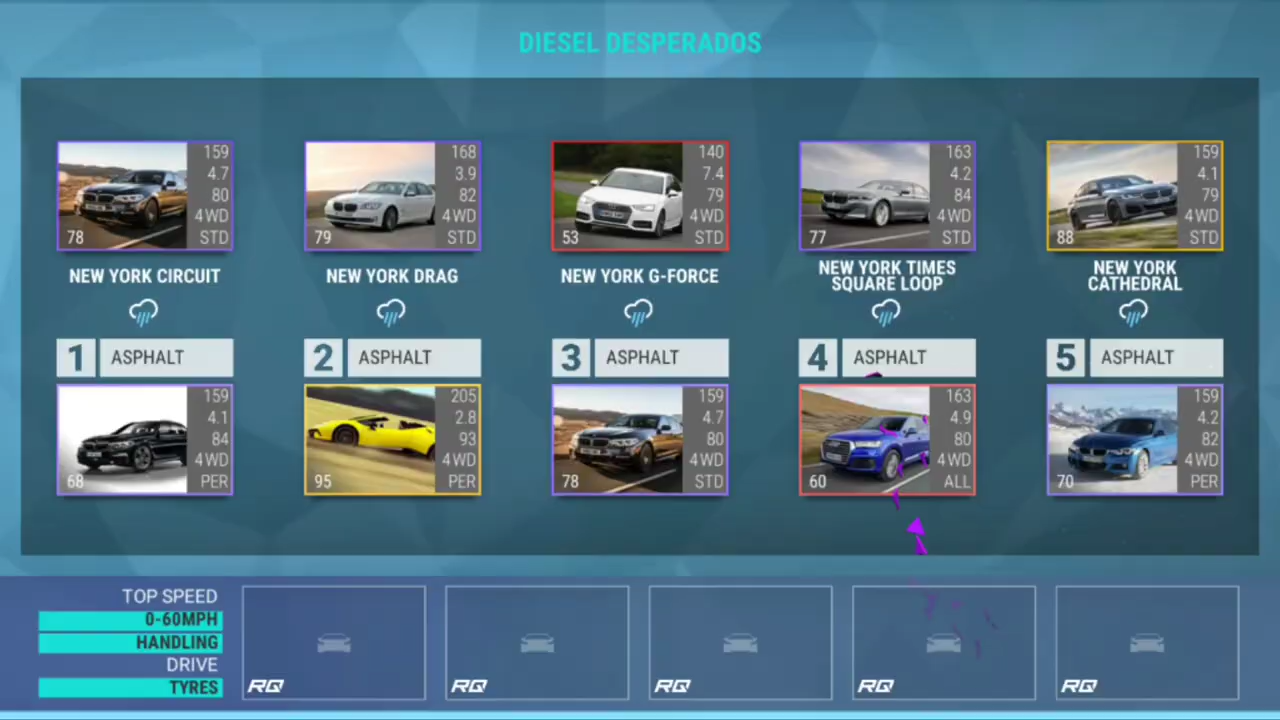 DIESEL DESPERADOS
159
4.7
80
4WD
78 STD
168
3.9
82
4WD
79 STD
140
7.4
79
4WD
53 STD
163
4.2
84
4WD
77 STD
159
4.1
79
4WD
88 STD
NEW YORK CIRCUIT
NEW YORK DRAG
NEW YORK G-FORCE
NEW YORK TIMES
SQUARE LOOP
NEW YORK
CATHEDRAL
1 ASPHALT
2 ASPHALT
3 ASPHALT
4 ASPHALT
5 ASPHALT
159
4.1
84
4WD
68 PER
205
2.8
93
4WD
95 PER
159
4.7
80
4WD
78 STD
163
4.9
80
4WD
60 ALL
159
4.2
82
4WD
70 PER
TOP SPEED
0-60MPH
HANDLING
DRIVE
TYRES
RQ
RQ
RQ
RQ
RQ